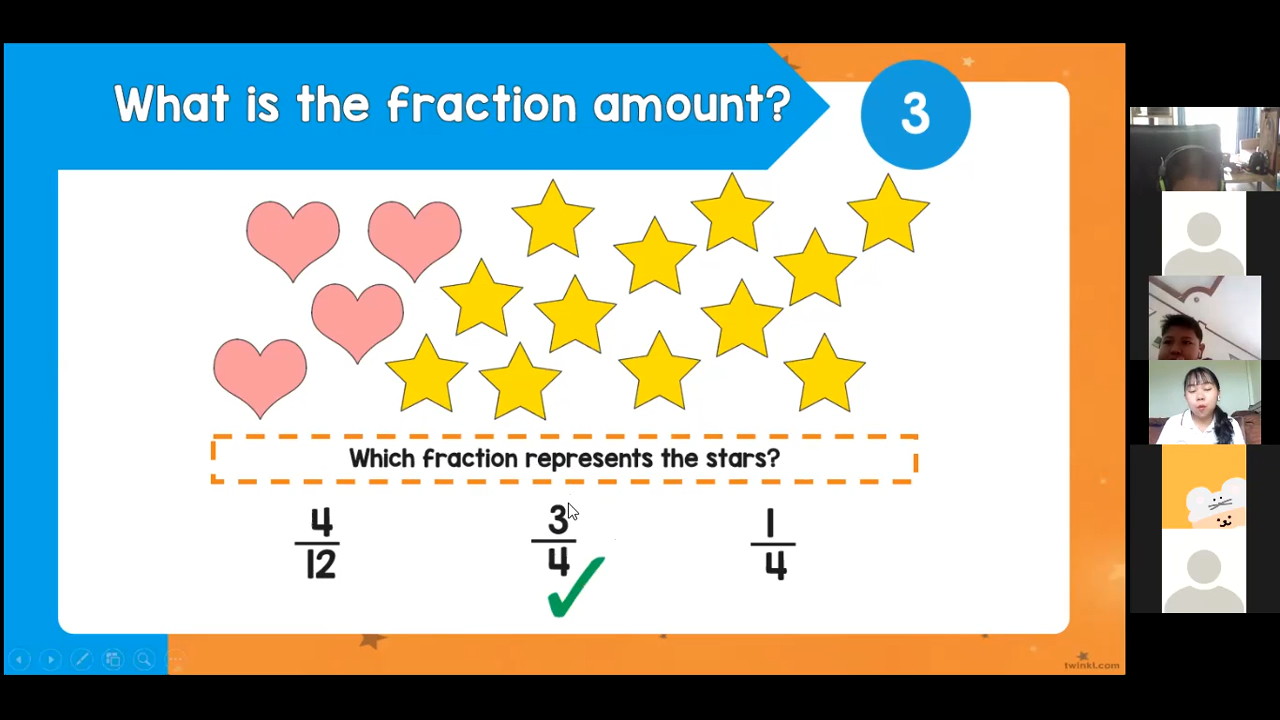 What is the fraction amount?
3
Which fraction represents the stars?
4
12
3
4
1
4
twinkl.com